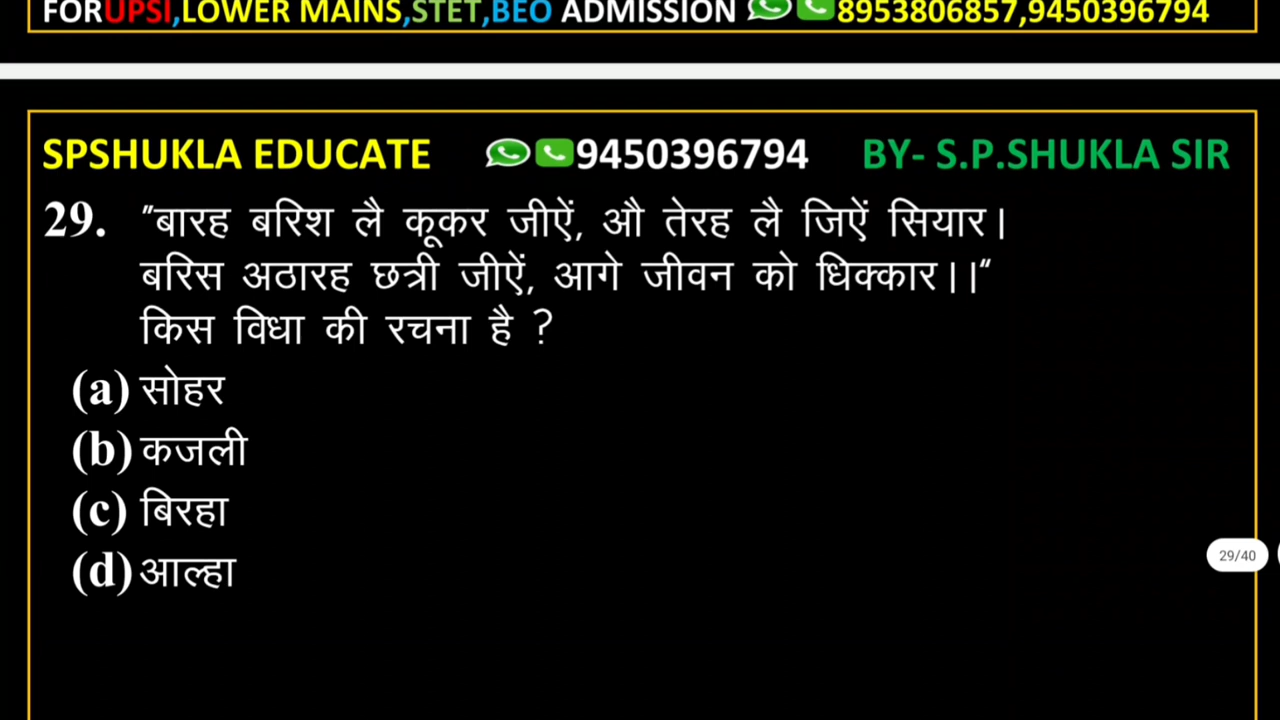 FORUPSI,LOWER MAINS,STET,BEO ADMISSION 8953806857,9450396794
SPSHUKLA EDUCATE 9450396794 BY- S.P.SHUKLA SIR
29. "बारह बरिश लै कूकर जीऐं, औ तेरह लै जिऐं सियार।
बरिस अठारह छत्री जीऐं, आगे जीवन को धिक्कार।।"
किस विधा की रचना है ?
(a) सोहर
(b) कजली
(c) बिरहा
(d) आल्हा
29/40